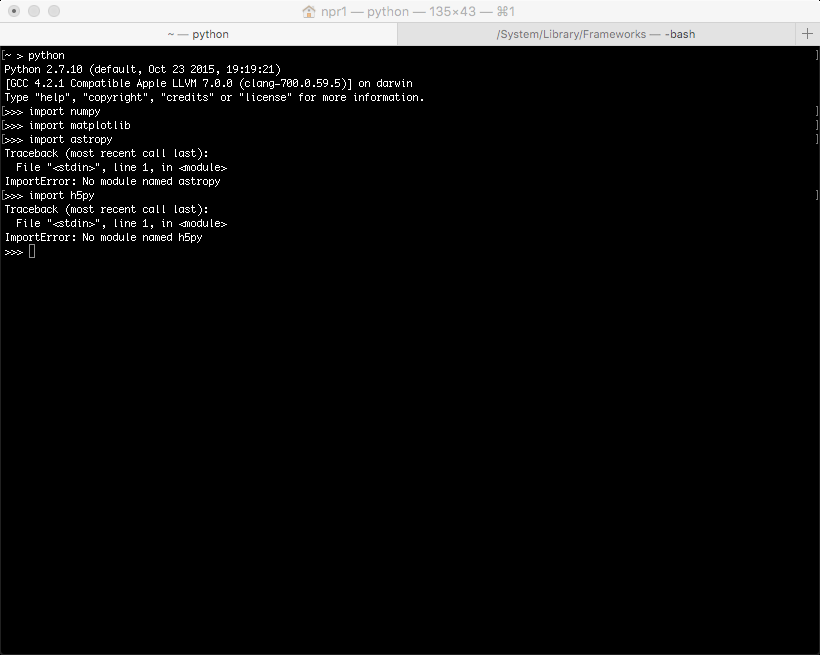 npr1 — python — 135×43 — ⌘1
~ — python
/System/Library/Frameworks — -bash
[~ > python ]
Python 2.7.10 (default, Oct 23 2015, 19:19:21)
[GCC 4.2.1 Compatible Apple LLVM 7.0.0 (clang-700.0.59.5)] on darwin
Type "help", "copyright", "credits" or "license" for more information.
[>>> import numpy ]
[>>> import matplotlib ]
[>>> import astropy ]
Traceback (most recent call last):
  File "<stdin>", line 1, in <module>
ImportError: No module named astropy
[>>> import h5py ]
Traceback (most recent call last):
  File "<stdin>", line 1, in <module>
ImportError: No module named h5py
>>>